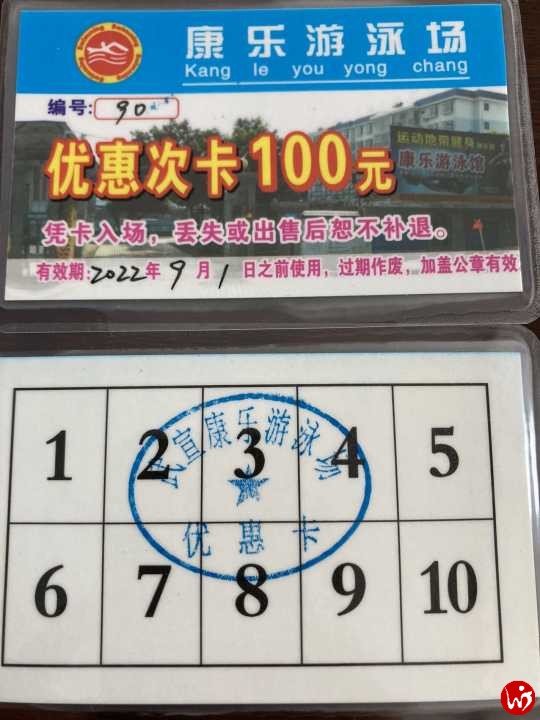 康乐游泳场
Kang le you yong chang
编号: 90
优惠次卡100元
运动地带健身
康乐游泳馆
凭卡入场，丢失或出售后恕不补退。
有效期:2022年9月1日之前使用，过期作废，加盖公章有效
1 2 3 4 5
宣康乐游泳场
优惠卡
6 7 8 9 10